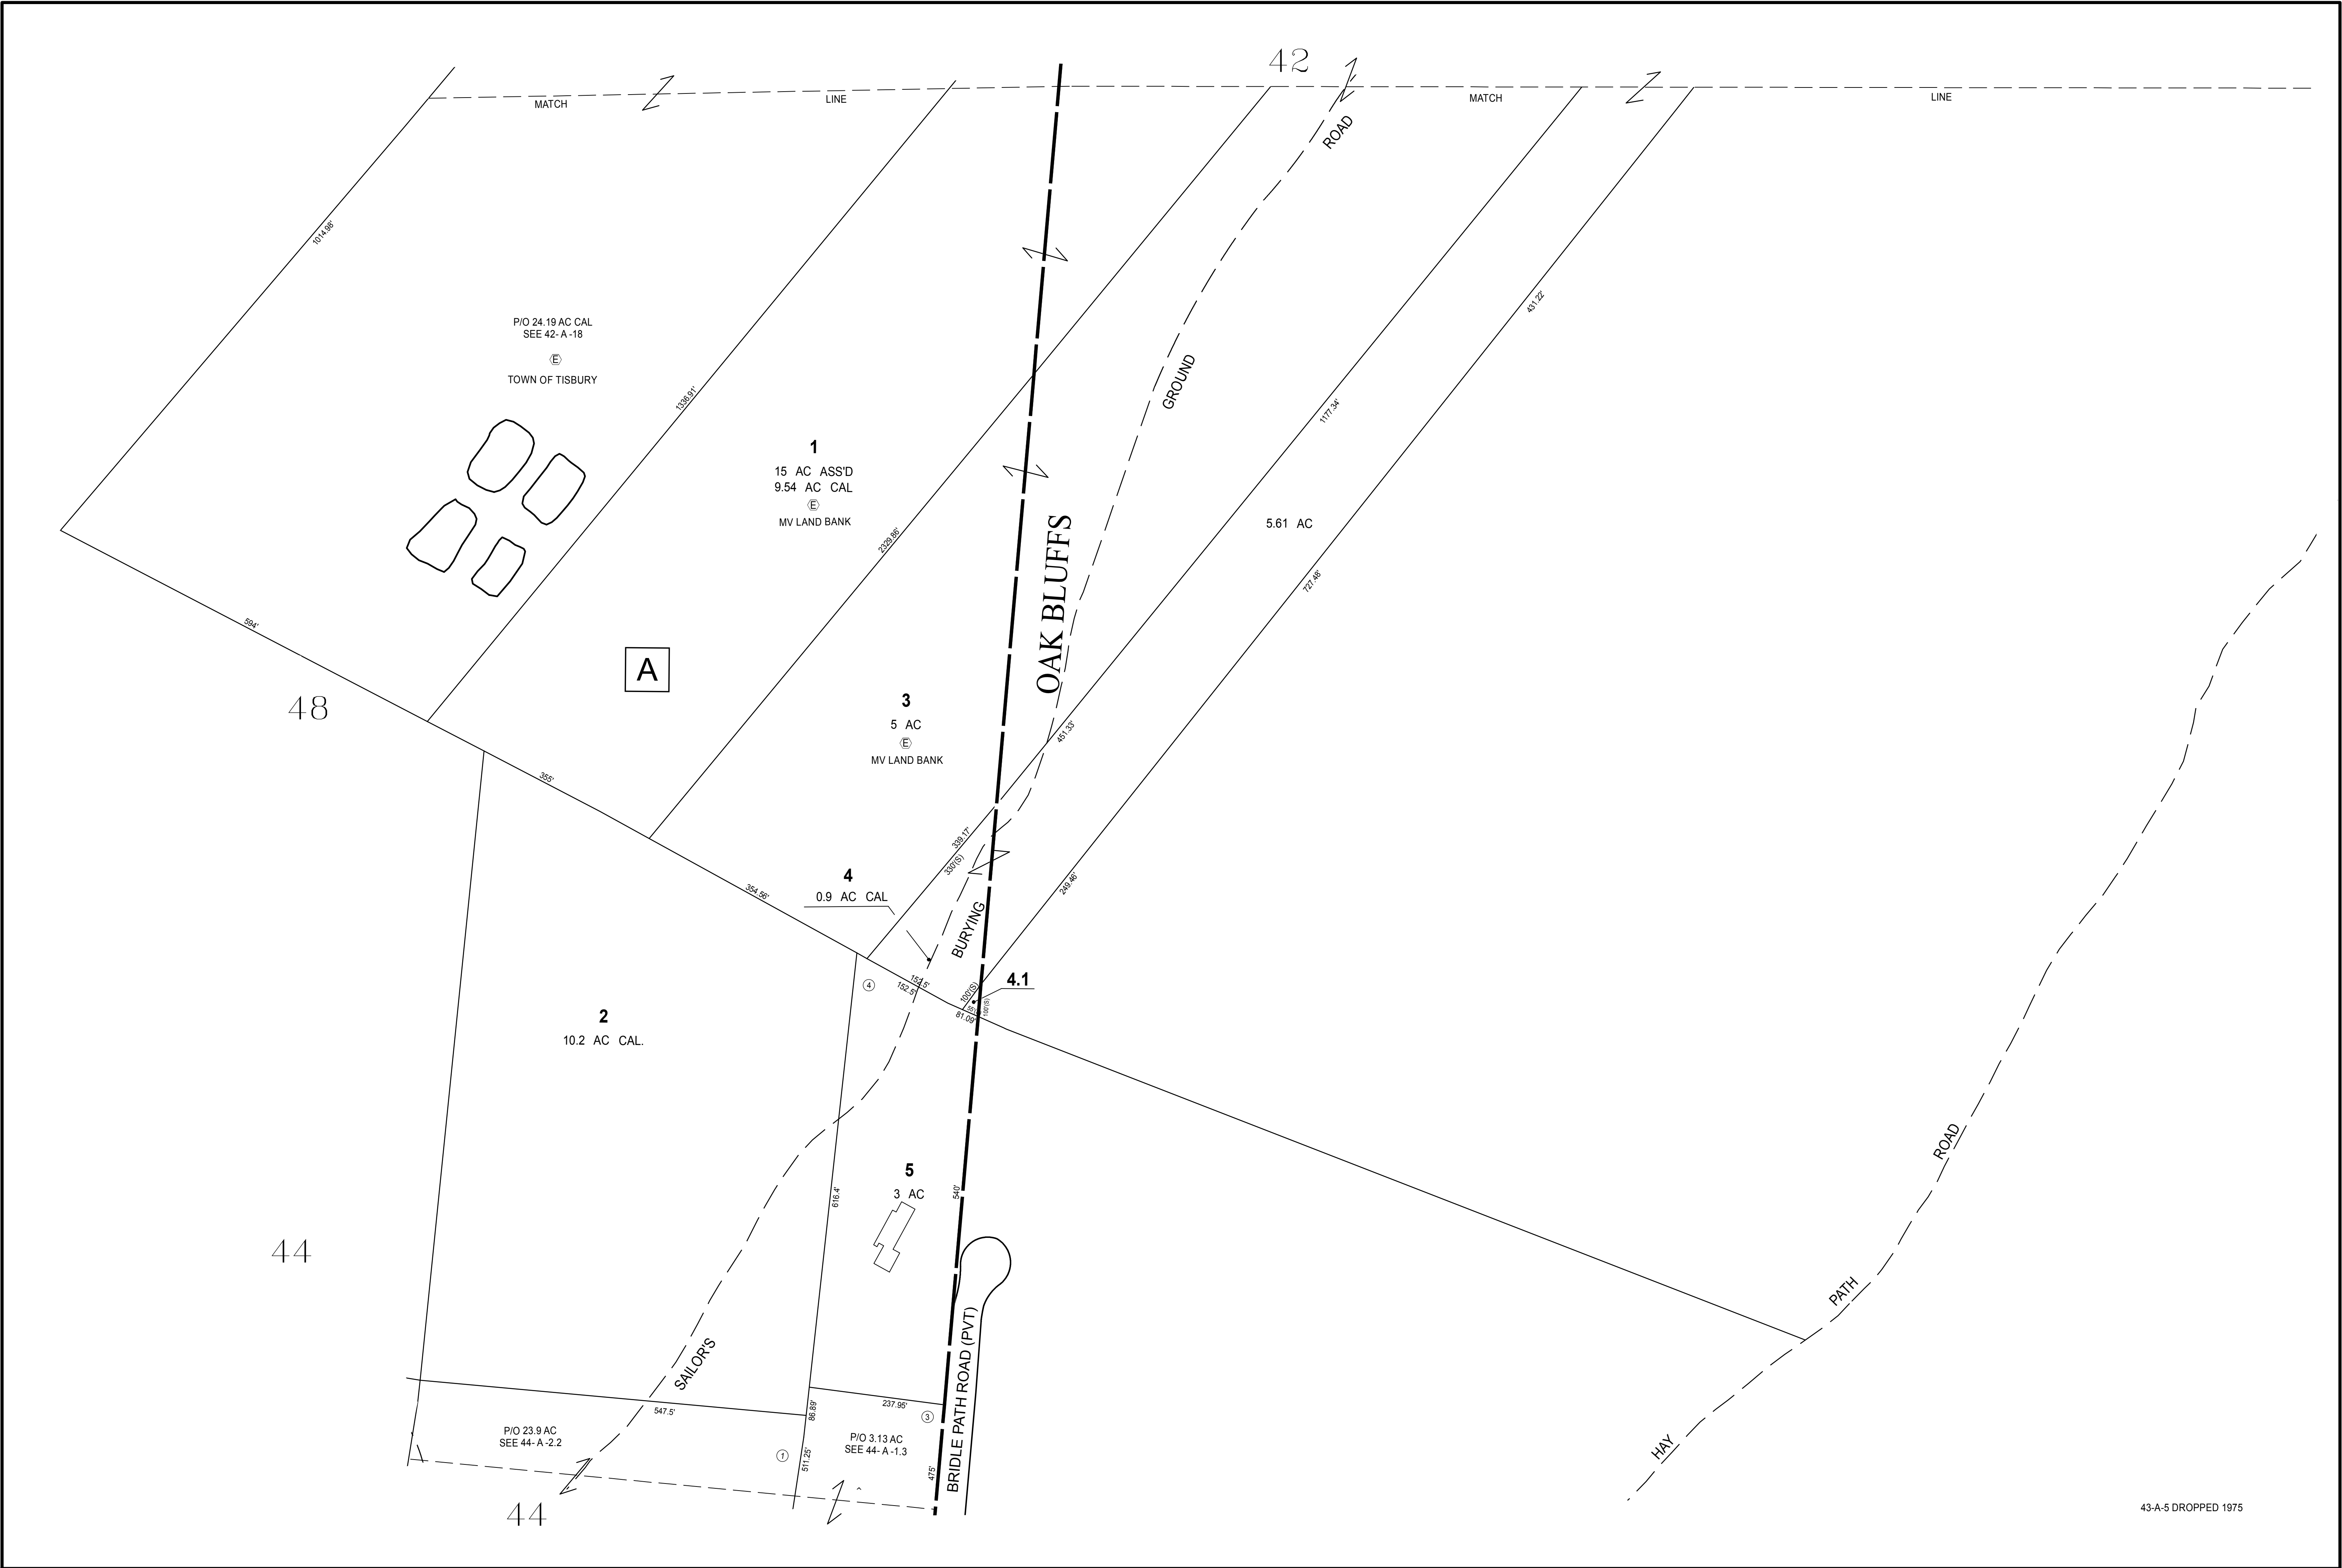 42
MATCH
LINE
MATCH
LINE
ROAD
1014.98'
431.22'
P/O 24.19 AC CAL
SEE 42- A -18
E
TOWN OF TISBURY
GROUND
1336.91'
1177.34'
1
15 AC ASS'D
9.54 AC CAL
E
MV LAND BANK
2329.86'
5.61 AC
OAK BLUFFS
727.48'
594'
A
48
3
5 AC
E
MV LAND BANK
451.33'
355'
339.17'
330'(S)
4
0.9 AC CAL
354.56'
249.46'
BURYING
4
152.5'
152.5'
4.1
100'(S)
100'(S)
81.09'
2
10.2 AC CAL.
ROAD
5
3 AC
616.4'
540'
44
PATH
SAILOR'S
BRIDLE PATH ROAD (PVT)
547.5'
86.89'
237.95'
3
P/O 23.9 AC
SEE 44- A -2.2
P/O 3.13 AC
SEE 44- A -1.3
1
511.25'
475'
HAY
44
43-A-5 DROPPED 1975